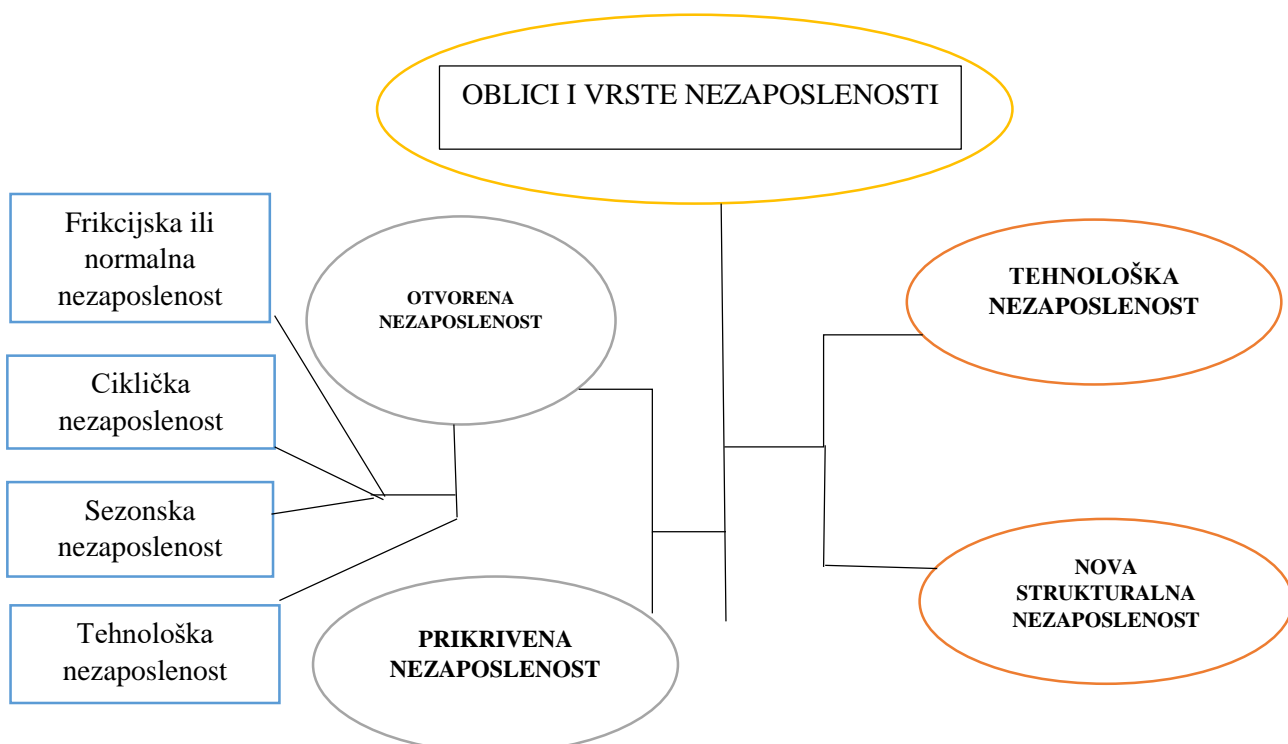 OBLICI I VRSTE NEZAPOSLENOSTI
Frikcijska ili
normalna
nezaposlenost
OTVORENA
NEZAPOSLENOST
TEHNOLOŠKA
NEZAPOSLENOST
Ciklička
nezaposlenost
Sezonska
nezaposlenost
Tehnološka
nezaposlenost
PRIKRIVENA
NEZAPOSLENOST
NOVA
STRUKTURALNA
NEZAPOSLENOST